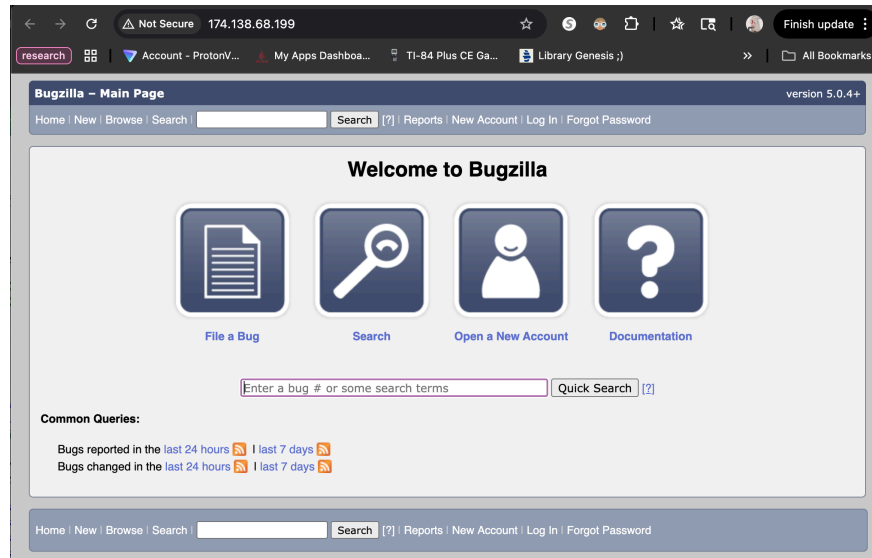 Not Secure 174.138.68.199 Finish update
research Account - ProtonV... My Apps Dashboa... TI-84 Plus CE Ga... Library Genesis ;) » All Bookmarks
Bugzilla – Main Page version 5.0.4+
Home | New | Browse | Search | Search [?] | Reports | New Account | Log In | Forgot Password
Welcome to Bugzilla
File a Bug Search Open a New Account Documentation
Enter a bug # or some search terms Quick Search [?]
Common Queries:
Bugs reported in the last 24 hours | last 7 days
Bugs changed in the last 24 hours | last 7 days
Home | New | Browse | Search | Search [?] | Reports | New Account | Log In | Forgot Password